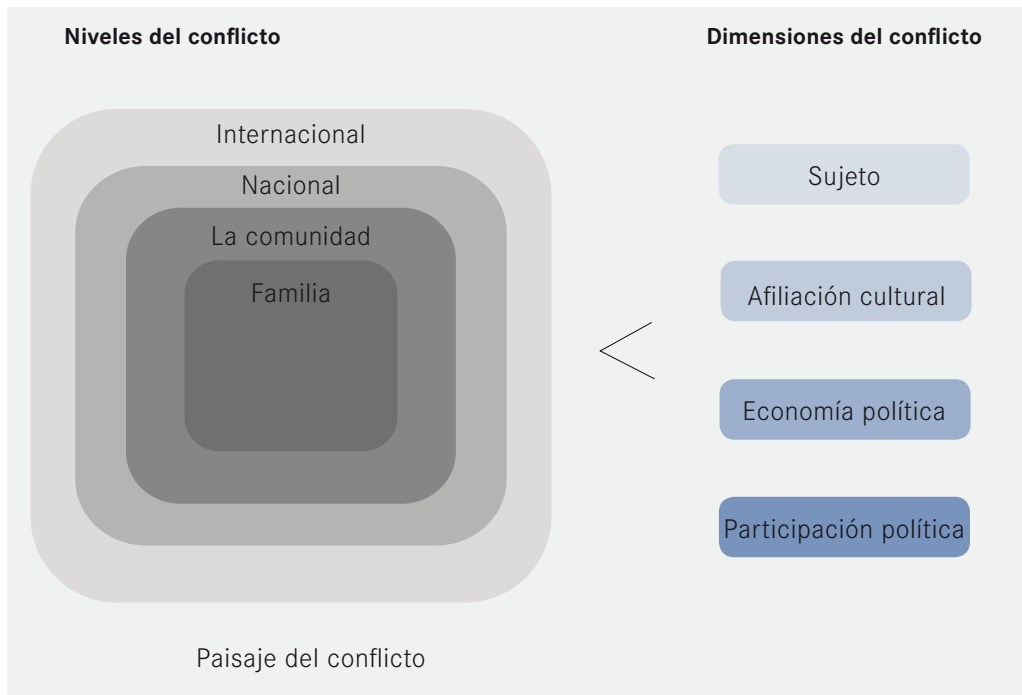 Niveles del conflicto
Dimensiones del conflicto
Internacional
Nacional
La comunidad
Familia
Sujeto
Afiliación cultural
Economía política
Participación política
Paisaje del conflicto